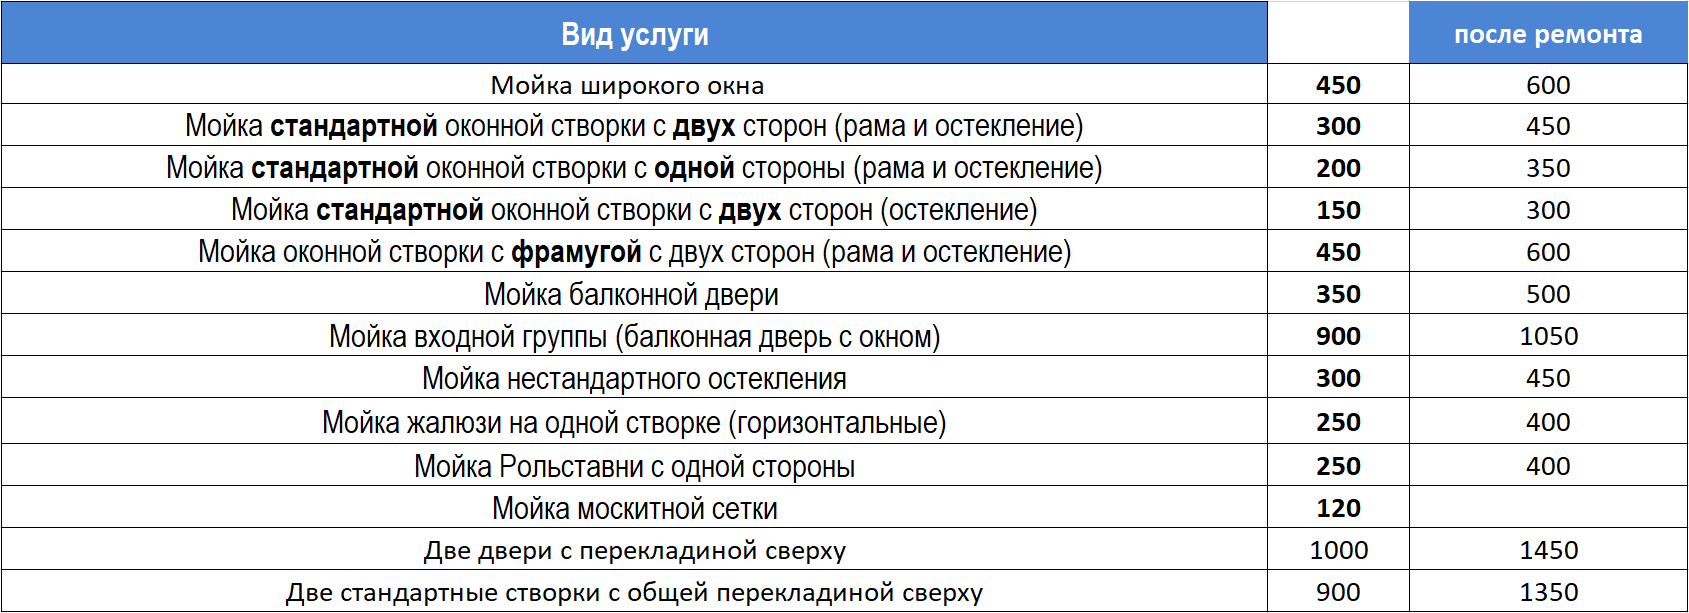 Вид услуги после ремонта
Мойка широкого окна 450 600
Мойка стандартной оконной створки с двух сторон (рама и остекление) 300 450
Мойка стандартной оконной створки с одной стороны (рама и остекление) 200 350
Мойка стандартной оконной створки с двух сторон (остекление) 150 300
Мойка оконной створки с фрамугой с двух сторон (рама и остекление) 450 600
Мойка балконной двери 350 500
Мойка входной группы (балконная дверь с окном) 900 1050
Мойка нестандартного остекления 300 450
Мойка жалюзи на одной створке (горизонтальные) 250 400
Мойка Рольставни с одной стороны 250 400
Мойка москитной сетки 120
Две двери с перекладиной сверху 1000 1450
Две стандартные створки с общей перекладиной сверху 900 1350